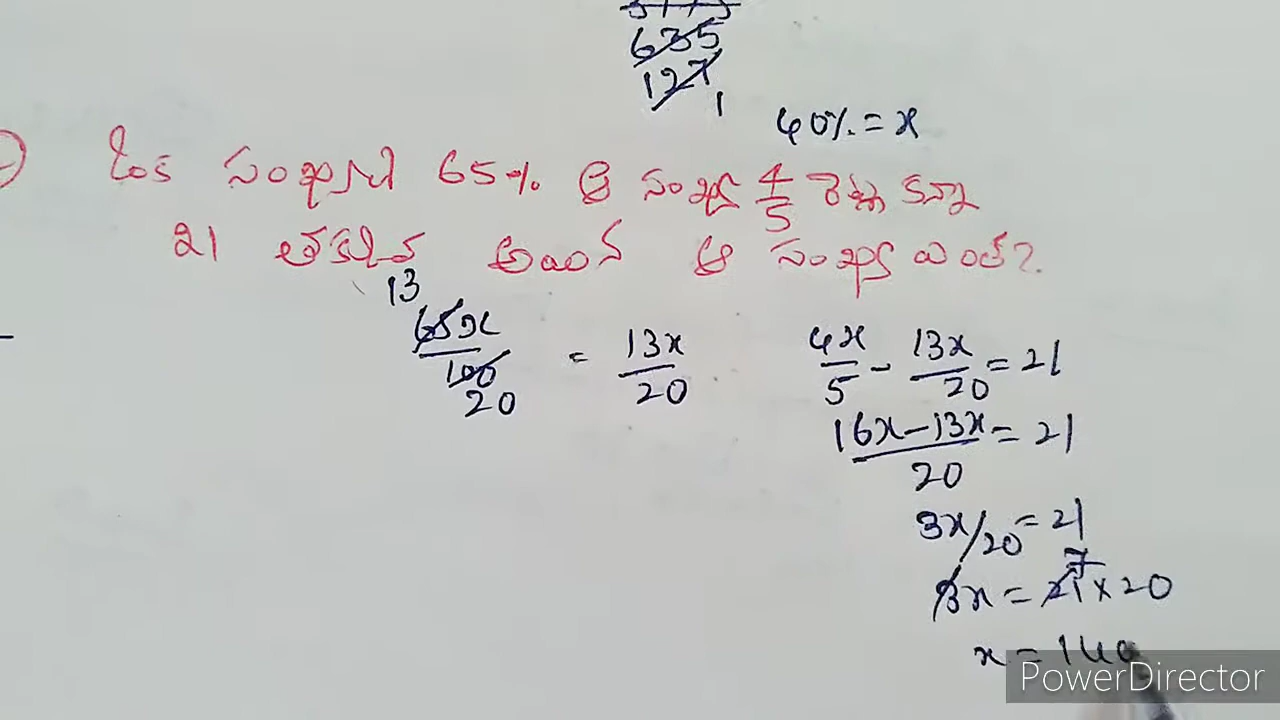 635
127
1
40% = x
ఒక సంఖ్యలో 65% ఆ సంఖ్య 4/5 రెట్లు కన్నా
21 తక్కువ అయిన ఆ సంఖ్య ఎంత?
13
65x/100 = 13x/20
20
4x/5 - 13x/20 = 21
16x-13x/20 = 21
3x/20 = 21
7
3x = 21 x 20
x = 140
PowerDirector